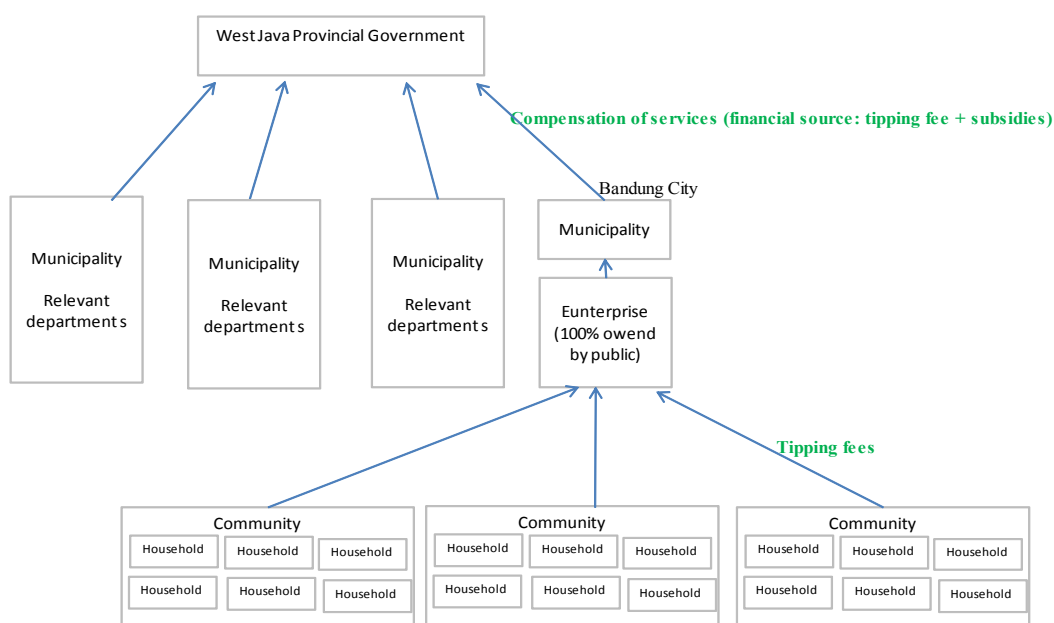 West Java Provincial Government
Compensation of services (financial source: tipping fee + subsidies)
Bandung City
Municipality
Relevant
departments
Municipality
Relevant
departments
Municipality
Relevant
departments
Municipality
Eunterprise
(100% owend
by public)
Tipping fees
Community
Household Household Household
Household Household Household
Community
Household Household Household
Household Household Household
Community
Household Household Household
Household Household Household